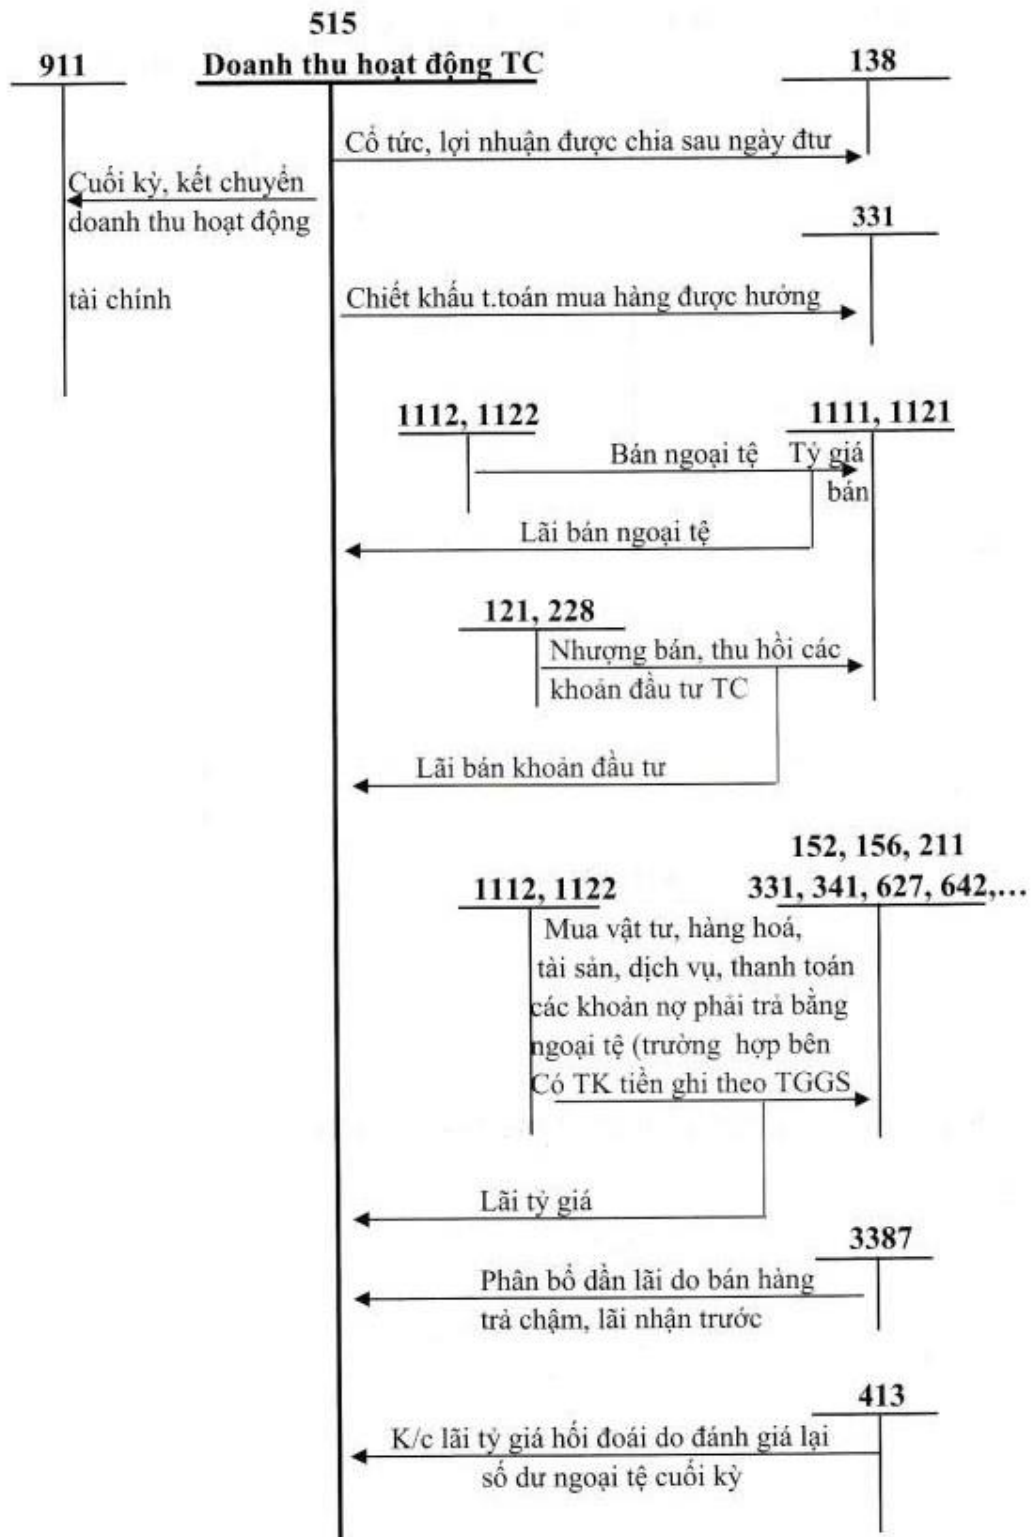 515
911
Doanh thu hoạt động TC
138
Cổ tức, lợi nhuận được chia sau ngày đtư
Cuối kỳ, kết chuyển
doanh thu hoạt động
tài chính
331
Chiết khấu t.toán mua hàng được hưởng
1112, 1122
1111, 1121
Bán ngoại tệ
Tỷ giá
bán
Lãi bán ngoại tệ
121, 228
Nhượng bán, thu hồi các
khoản đầu tư TC
Lãi bán khoản đầu tư
152, 156, 211
1112, 1122
331, 341, 627, 642,...
Mua vật tư, hàng hoá,
tài sản, dịch vụ, thanh toán
các khoản nợ phải trả bằng
ngoại tệ (trường hợp bên
Có TK tiền ghi theo TGGS
Lãi tỷ giá
3387
Phân bổ dần lãi do bán hàng
trả chậm, lãi nhận trước
413
K/c lãi tỷ giá hối đoái do đánh giá lại
số dư ngoại tệ cuối kỳ